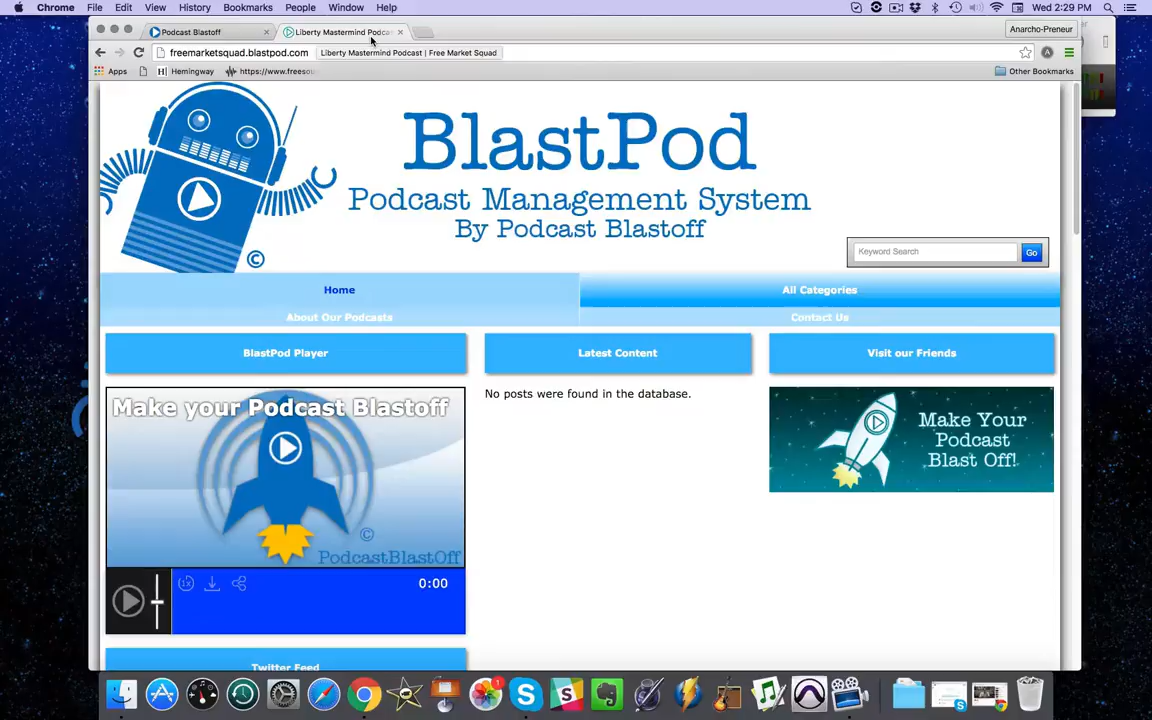 Chrome File Edit View History Bookmarks People Window Help Wed 2:29 PM
Podcast Blastoff
Liberty Mastermind Podca
Anarcho-Preneur
freemarketsquad.blastpod.com
Liberty Mastermind Podcast | Free Market Squad
A
Apps
H Hemingway
https://www.freesou
Other Bookmarks
BlastPod
Podcast Management System
By Podcast Blastoff
©
Keyword Search
Go
Home
All Categories
About Our Podcasts
Contact Us
BlastPod Player
Latest Content
Visit our Friends
Make your Podcast Blastoff
©
PodcastBlastOff
No posts were found in the database.
Make Your
Podcast
Blast Off!
1x
0:00
Twitter Feed
1